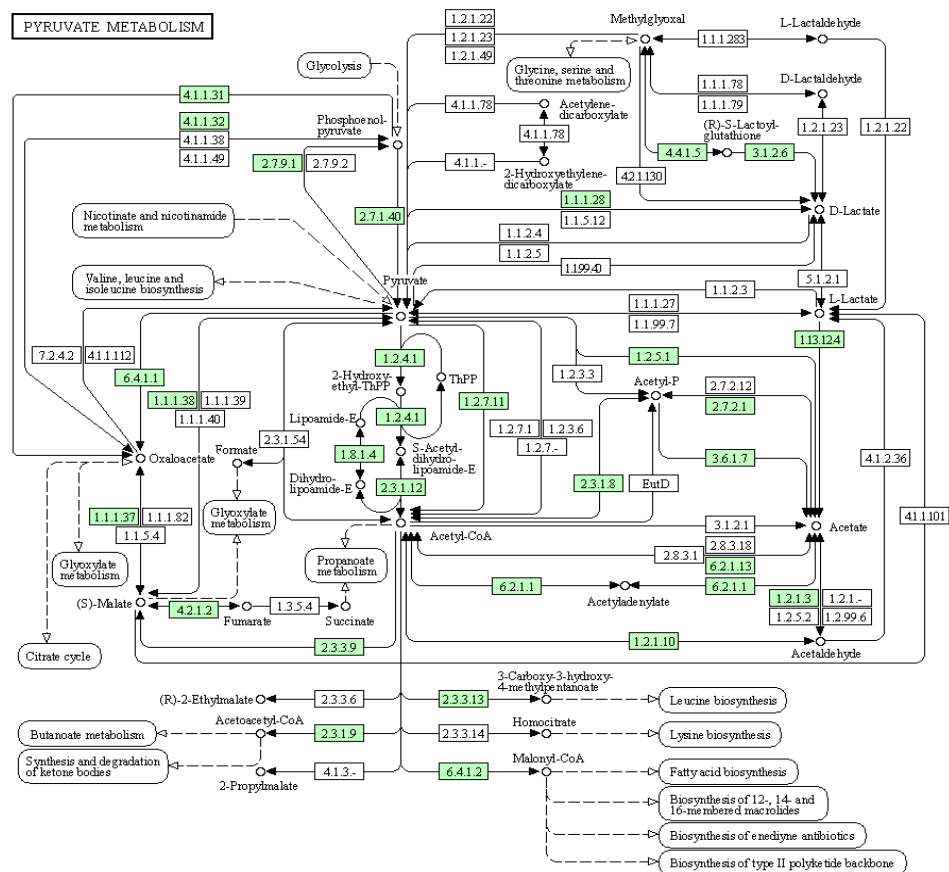 PYRUVATE METABOLISM
1.2.1.22
1.2.1.23
1.2.1.49
Methylglyoxal
1.1.1.283
L-Lactaldehyde
Glycolysis
Glycine, serine and
threonine metabolism
1.1.1.78
1.1.1.79
D-Lactaldehyde
4.1.1.31
4.1.1.32
4.1.1.38
4.1.1.49
Phosphoenol-
pyruvate
4.1.1.78
Acetylene-
dicarboxylate
4.1.1.78
(R)-S-Lactoyl-
glutathione
1.2.1.23
1.2.1.22
2.7.9.1
2.7.9.2
4.1.1.-
2-Hydroxyethylene-
dicarboxylate
4.4.1.5
3.1.2.6
4.2.1.130
Nicotinate and nicotinamide
metabolism
2.7.1.40
1.1.1.28
1.1.5.12
D-Lactate
1.1.2.4
1.1.2.5
Valine, leucine and
isoleucine biosynthesis
1.1.99.40
Pyruvate
5.1.2.1
1.1.2.3
1.1.1.27
1.1.99.7
L-Lactate
1.13.12.4
7.2.4.2
4.1.1.112
6.4.1.1
1.2.4.1
ThPP
1.2.5.1
1.2.3.3
2-Hydroxy-
ethyl-ThPP
Acetyl-P
2.7.2.12
2.7.2.1
1.1.1.38
1.1.1.39
1.1.1.40
Lipoamide-E
1.2.4.1
1.2.7.11
1.2.7.1
1.2.3.6
1.2.7.-
2.3.1.54
Formate
Oxaloacetate
1.8.1.4
S-Acetyl-
dihydro-
lipoamide-E
3.6.1.7
4.1.2.36
Dihydro-
lipoamide-E
2.3.1.12
2.3.1.8
EutD
Glyoxylate
metabolism
1.1.1.37
1.1.1.82
1.1.5.4
4.1.1.101
Acetyl-CoA
3.1.2.1
Acetate
2.8.3.18
2.8.3.1
6.2.1.13
Glyoxylate
metabolism
Propanoate
metabolism
6.2.1.1
6.2.1.1
Acetyladenylate
(S)-Malate
4.2.1.2
Fumarate
1.3.5.4
Succinate
1.2.1.3
1.2.1.-
1.2.5.2
1.2.99.6
2.3.3.9
1.2.1.10
Acetaldehyde
Citrate cycle
(R)-2-Ethylmalate
2.3.3.6
2.3.3.13
3-Carboxy-3-hydroxy-
4-methylpentanoate
Leucine biosynthesis
Acetoacetyl-CoA
Butanoate metabolism
2.3.1.9
2.3.3.14
Homocitrate
Lysine biosynthesis
Synthesis and degradation
of ketone bodies
4.1.3.-
2-Propylmalate
6.4.1.2
Malonyl-CoA
Fatty acid biosynthesis
Biosynthesis of 12-, 14- and
16-membered macrolides
Biosynthesis of enediyne antibiotics
Biosynthesis of type II polyketide backbone